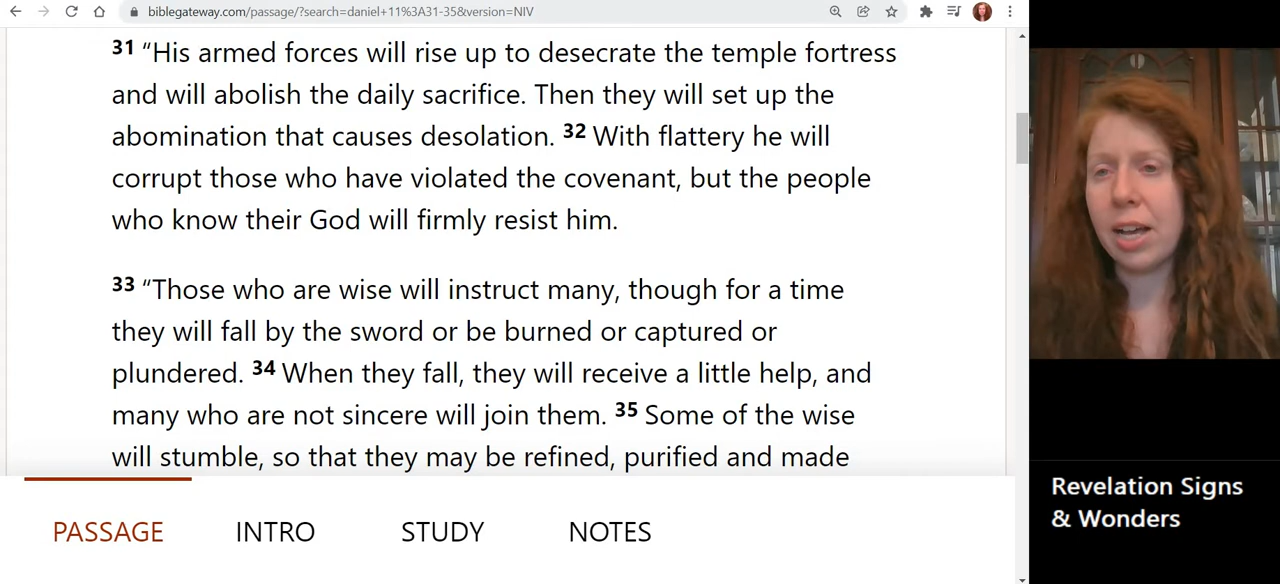 biblegateway.com/passage/?search=daniel+11%3A31-35&version=NIV
31 “His armed forces will rise up to desecrate the temple fortress
and will abolish the daily sacrifice. Then they will set up the
abomination that causes desolation. 32 With flattery he will
corrupt those who have violated the covenant, but the people
who know their God will firmly resist him.
33 “Those who are wise will instruct many, though for a time
they will fall by the sword or be burned or captured or
plundered. 34 When they fall, they will receive a little help, and
many who are not sincere will join them. 35 Some of the wise
will stumble, so that they may be refined, purified and made
PASSAGE INTRO STUDY NOTES
Revelation Signs
& Wonders